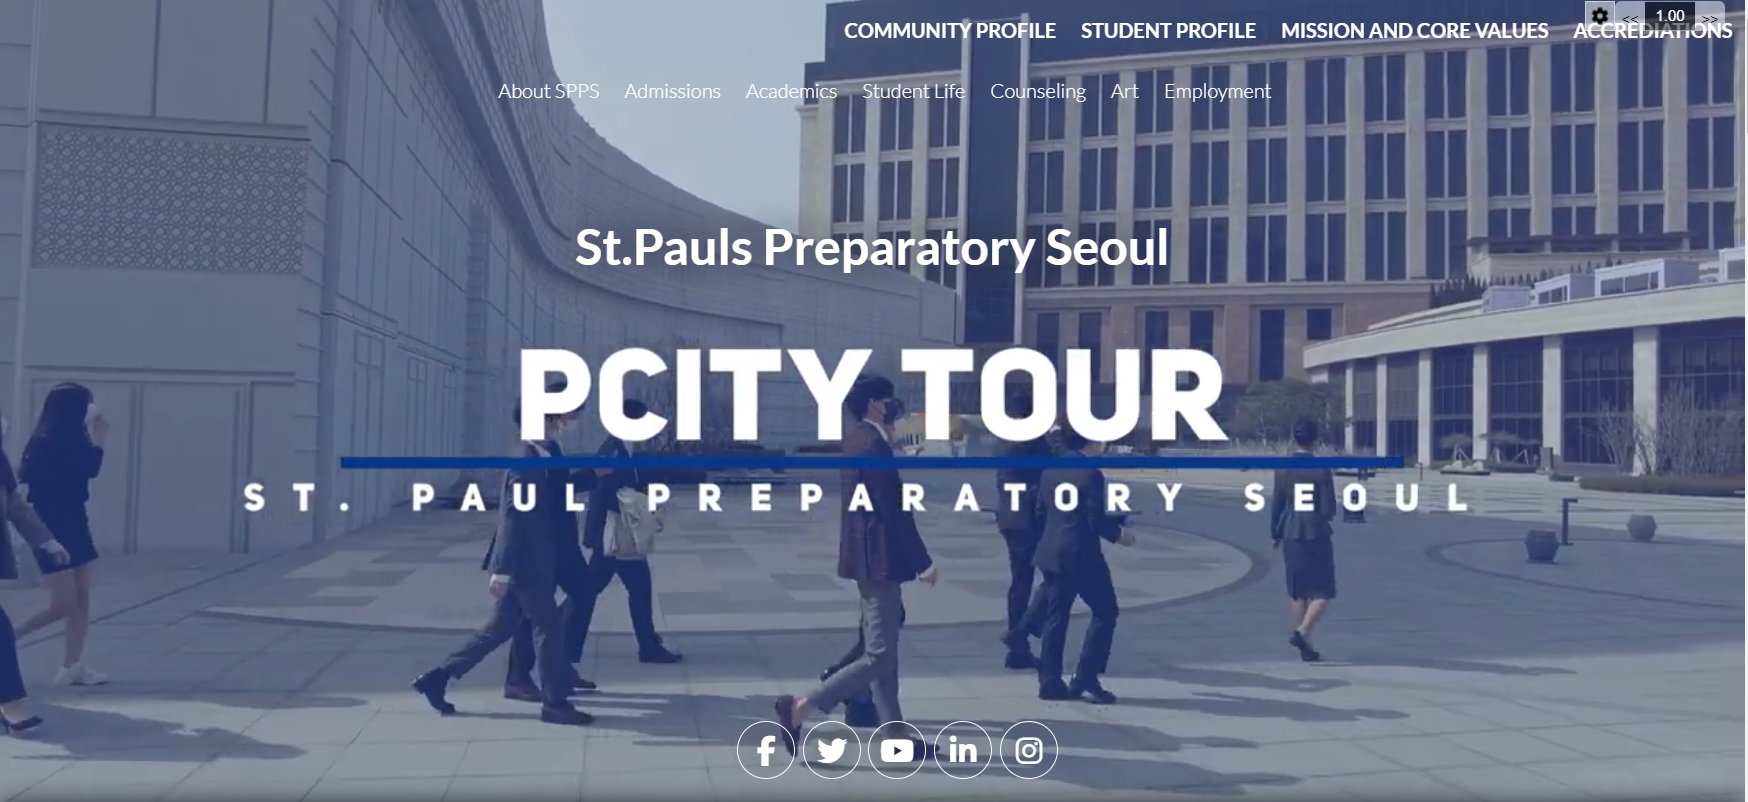 << 1.00 >>
COMMUNITY PROFILE STUDENT PROFILE MISSION AND CORE VALUES ACCREDIATIONS
About SPPS Admissions Academics Student Life Counseling Art Employment
St.Pauls Preparatory Seoul
PCITY TOUR
ST. PAUL PREPARATORY SEOUL